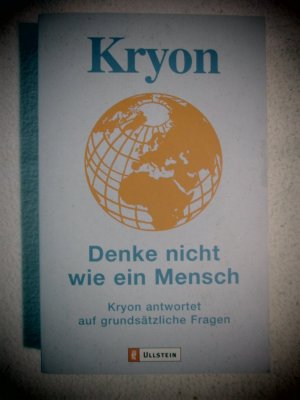 Kryon
Denke nicht
wie ein Mensch
Kryon antwortet
auf grundsätzliche Fragen
ULLSTEIN